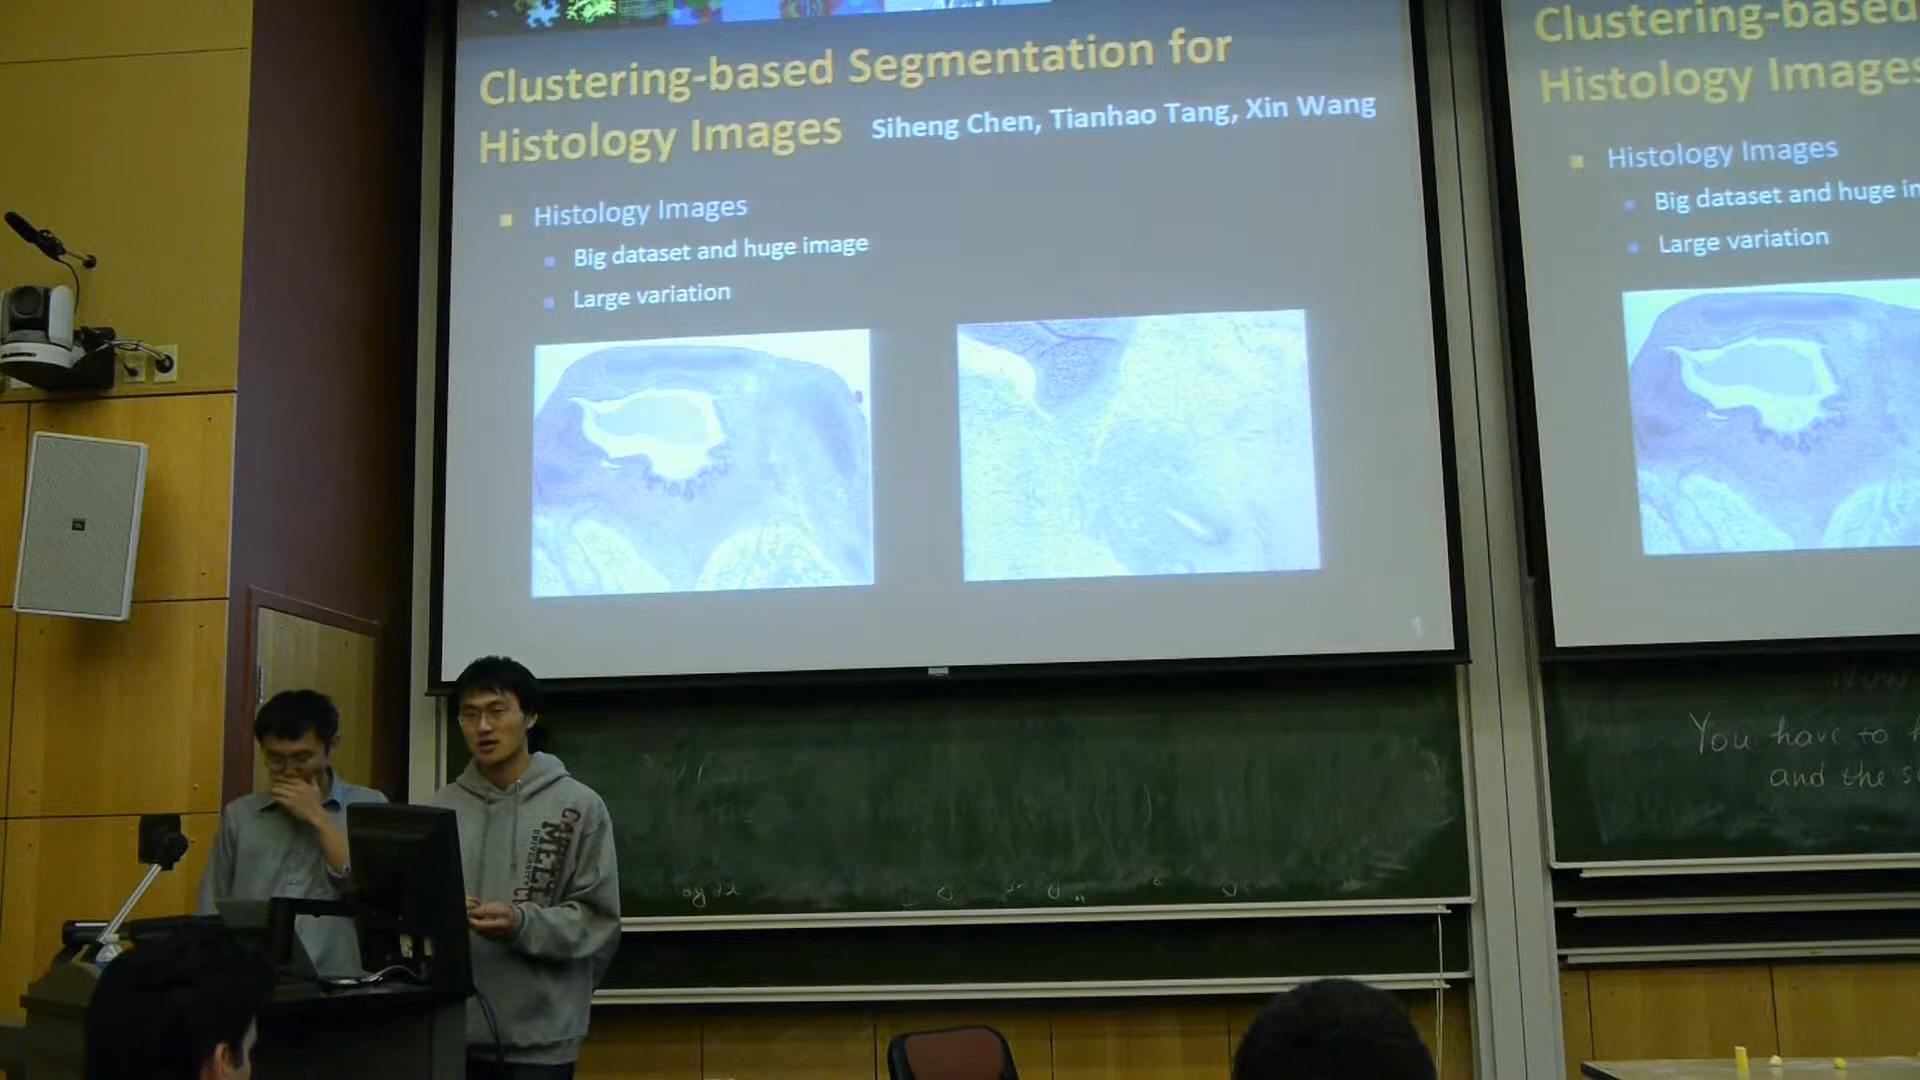 Clustering-based Segmentation for
Histology Images Siheng Chen, Tianhao Tang, Xin Wang
Histology Images
Big dataset and huge image
Large variation
1
Clustering-based
Histology Images
Histology Images
Big dataset and huge
Large variation
You have to
and the